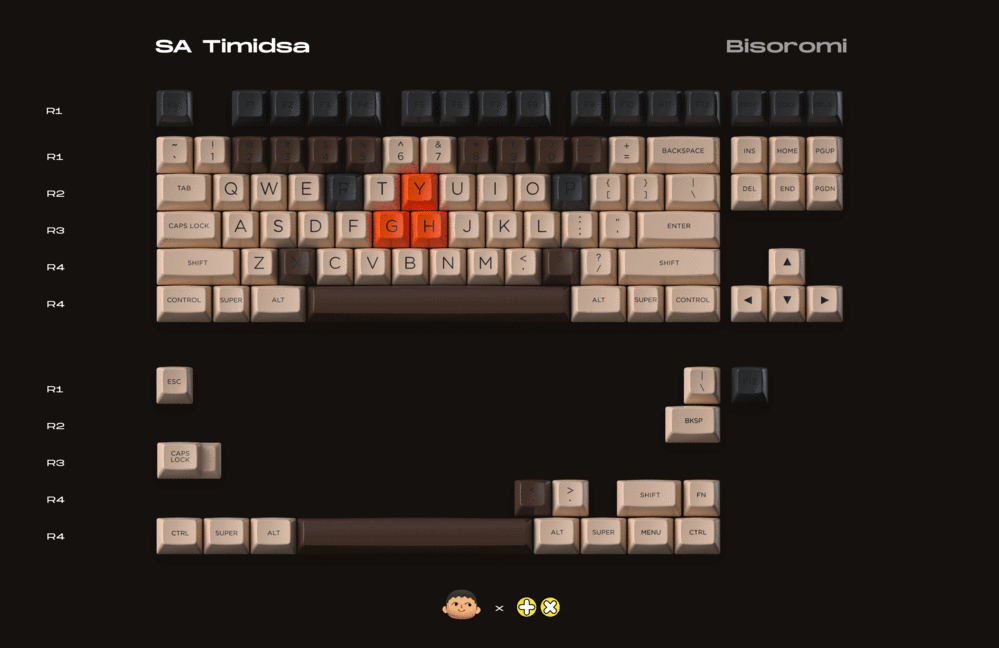 SA Timidsa Bisoromi
R1
R1 ~ ` ! 1 ^ 6 & 7 + = BACKSPACE INS HOME PGUP
R2 TAB Q W E T Y U I O { [ } ] | \ DEL END PGDN
R3 CAPS LOCK A S D F G H J K L : ; " ' ENTER
R4 SHIFT Z C V B N M < , ? / SHIFT ▲
R4 CONTROL SUPER ALT ALT SUPER CONTROL ◀ ▼ ▶
R1 ESC | \
R2 BKSP
R3 CAPS LOCK
R4 > . SHIFT FN
R4 CTRL SUPER ALT ALT SUPER MENU CTRL
x